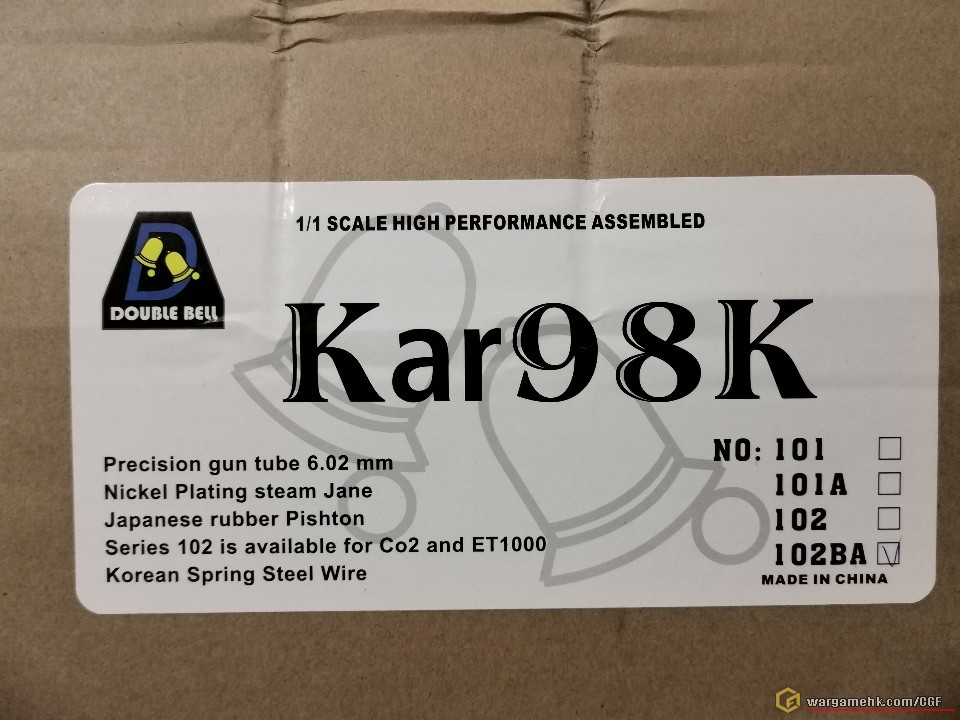 1/1 SCALE HIGH PERFORMANCE ASSEMBLED
D
DOUBLE BELL
Kar98K
Precision gun tube 6.02 mm
Nickel Plating steam Jane
Japanese rubber Pishton
Series 102 is available for Co2 and ET1000
Korean Spring Steel Wire
NO: 101
101A
102
102BA
MADE IN CHINA
wargamehk.com/CGF